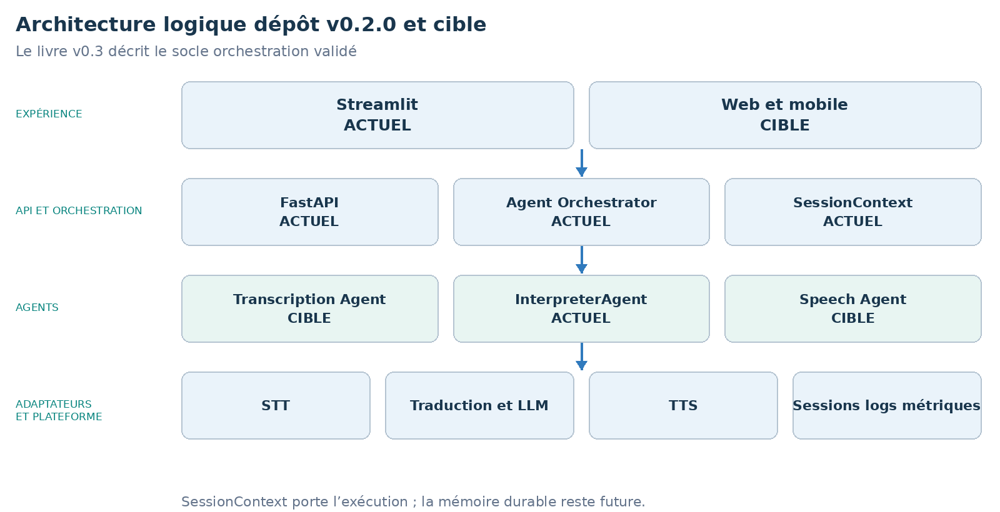 Architecture logique dépôt v0.2.0 et cible
Le livre v0.3 décrit le socle orchestration validé
EXPÉRIENCE
Streamlit
ACTUEL
Web et mobile
CIBLE
API ET ORCHESTRATION
FastAPI
ACTUEL
Agent Orchestrator
ACTUEL
SessionContext
ACTUEL
AGENTS
Transcription Agent
CIBLE
InterpreterAgent
ACTUEL
Speech Agent
CIBLE
ADAPTATEURS
ET PLATEFORME
STT
Traduction et LLM
TTS
Sessions logs métriques
SessionContext porte l’exécution ; la mémoire durable reste future.